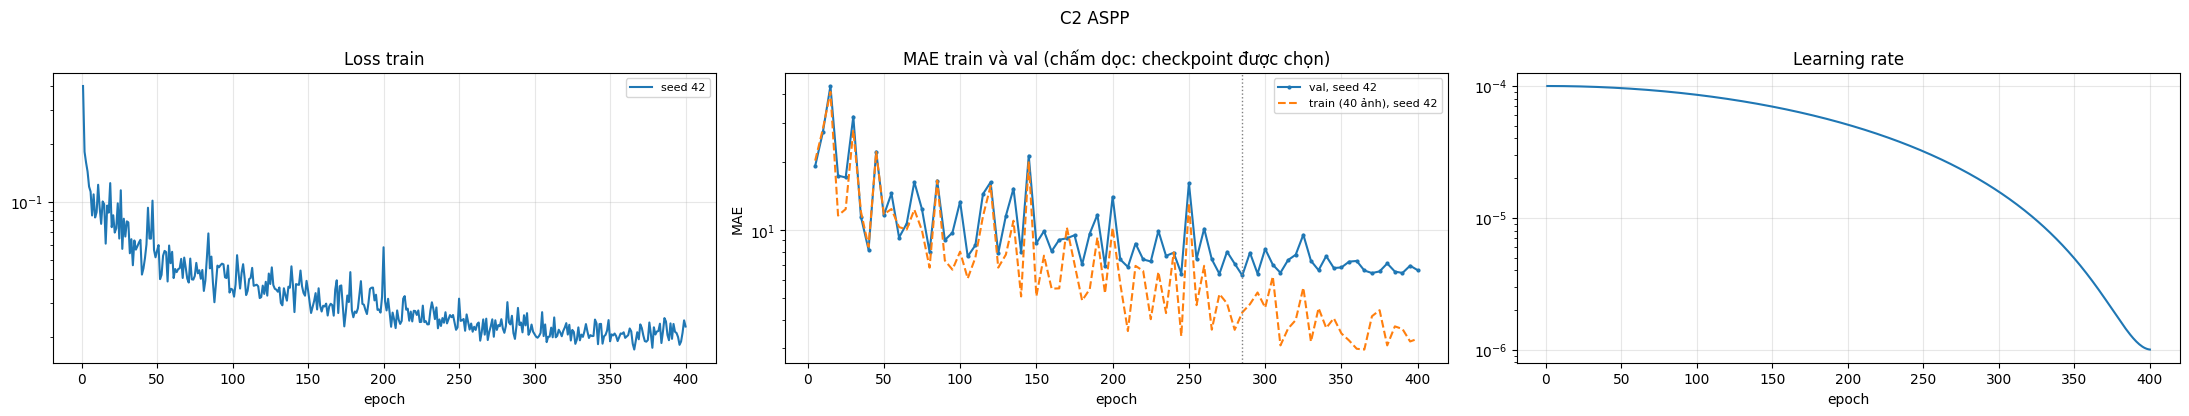 C2 ASPP
Loss train
seed 42
10⁻¹
0 50 100 150 200 250 300 350 400
epoch
MAE train và val (chấm dọc: checkpoint được chọn)
val, seed 42
train (40 ảnh), seed 42
MAE
10¹
0 50 100 150 200 250 300 350 400
epoch
Learning rate
10⁻⁴
10⁻⁵
10⁻⁶
0 50 100 150 200 250 300 350 400
epoch